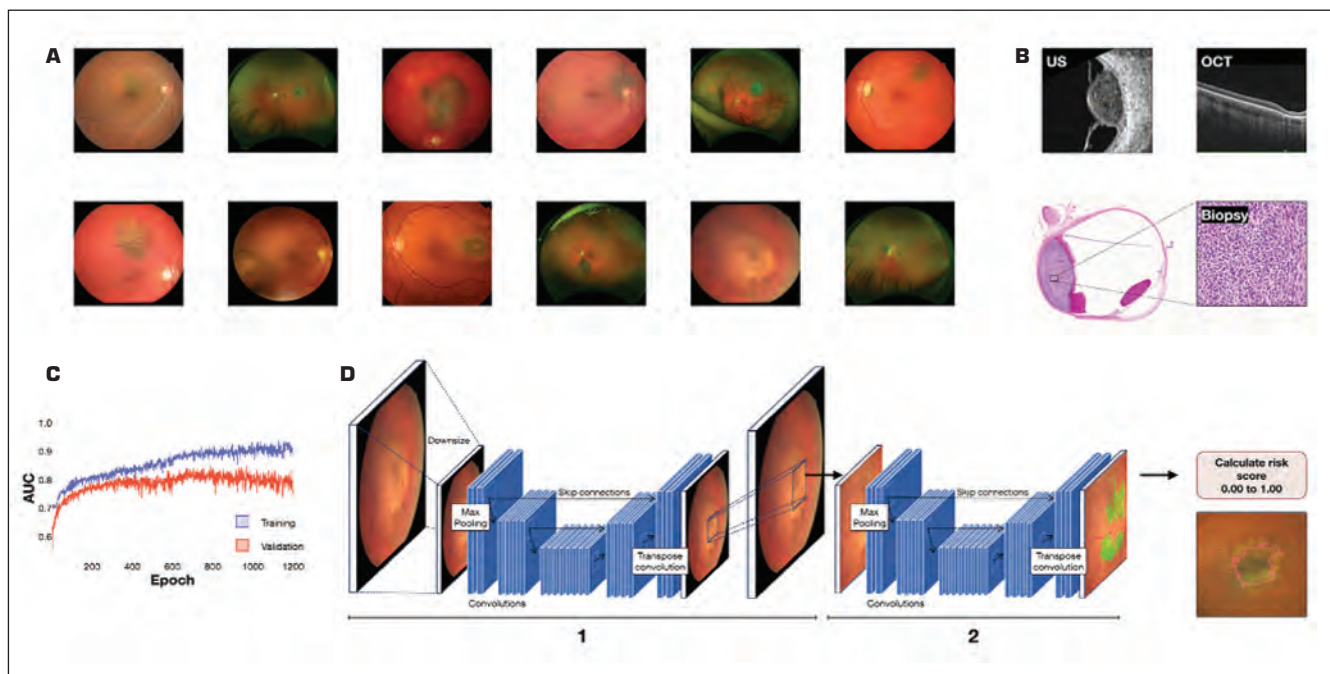 A
B
US
OCT
Biopsy
C
1.0
0.9
0.8
0.7
0.6
AUC
Training
Validation
200
400
600
800
1000
1200
Epoch
D
Downsize
Max
Pooling
Skip connections
Transpose
convolution
Convolutions
1
Max
Pooling
Skip connections
Transpose
convolution
Convolutions
2
Calculate risk
score
0.00 to 1.00